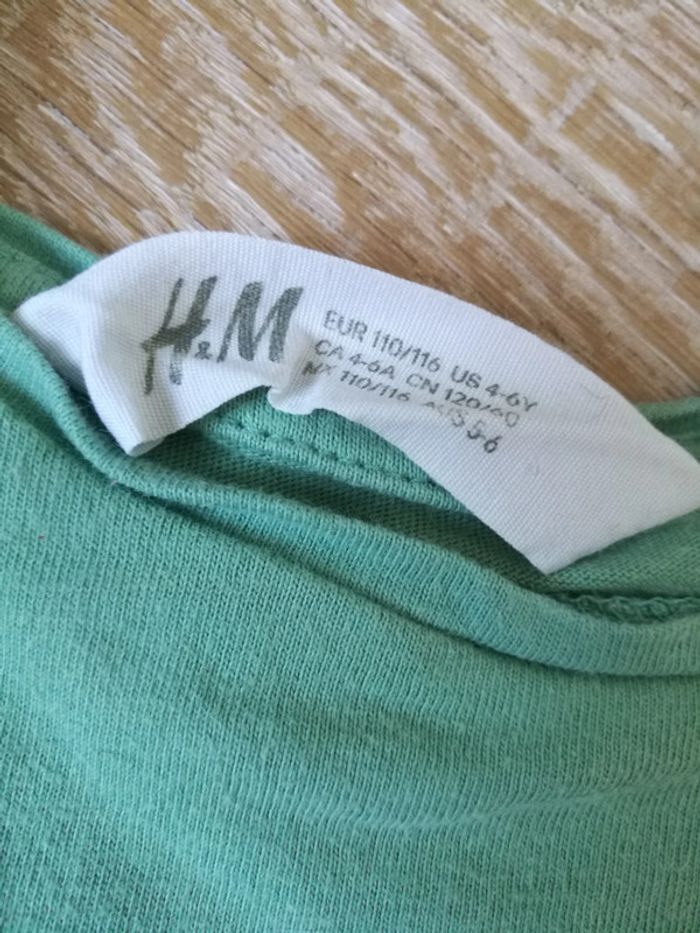 H&M
EUR 110/116 US 4-6Y
CA 4-6A CN 120/60
MX 110/116 AUS 5-6